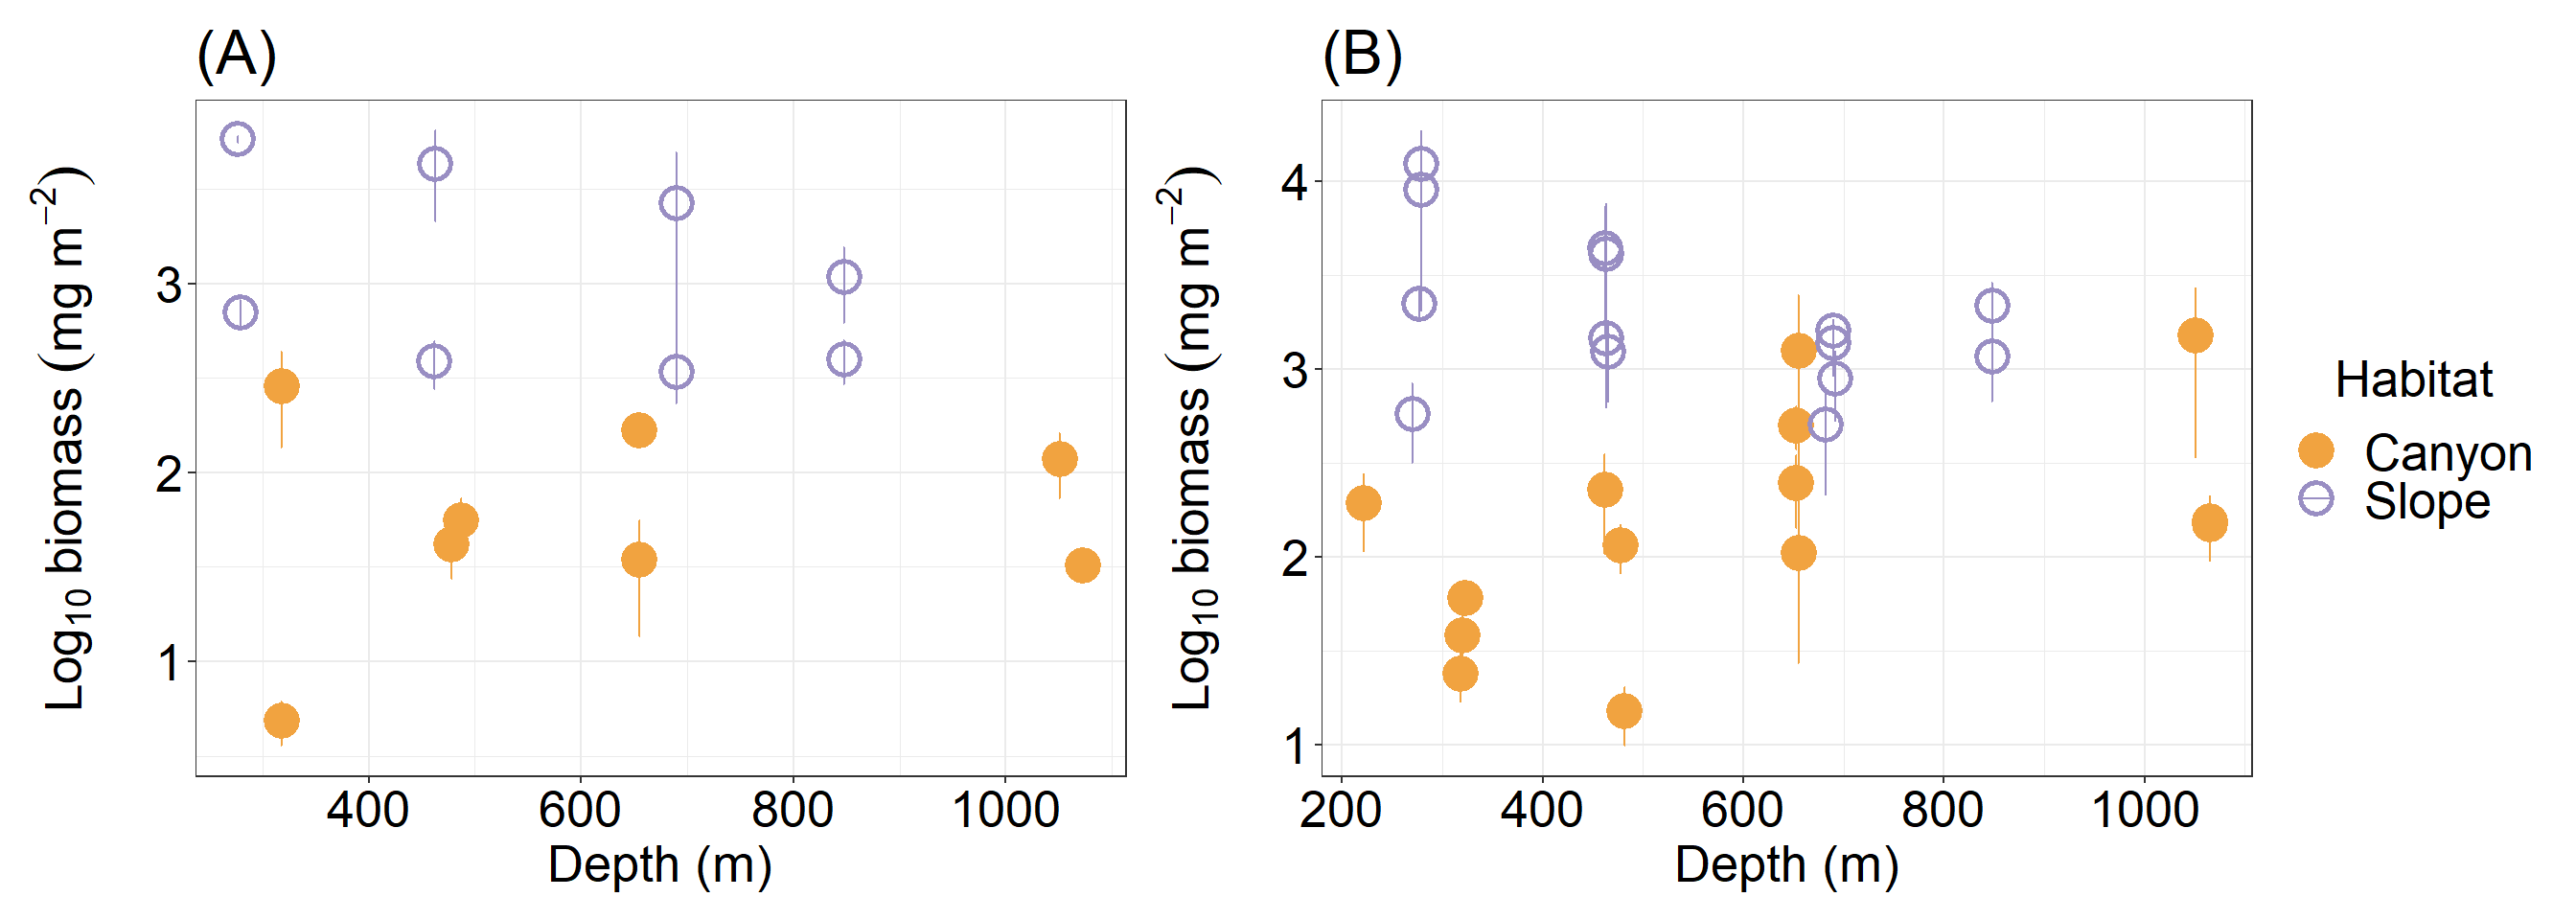 (A)
Log10 biomass (mg m−2)
3
2
1
400 600 800 1000
Depth (m)
(B)
Log10 biomass (mg m−2)
4
3
2
1
200 400 600 800 1000
Depth (m)
Habitat
Canyon
Slope